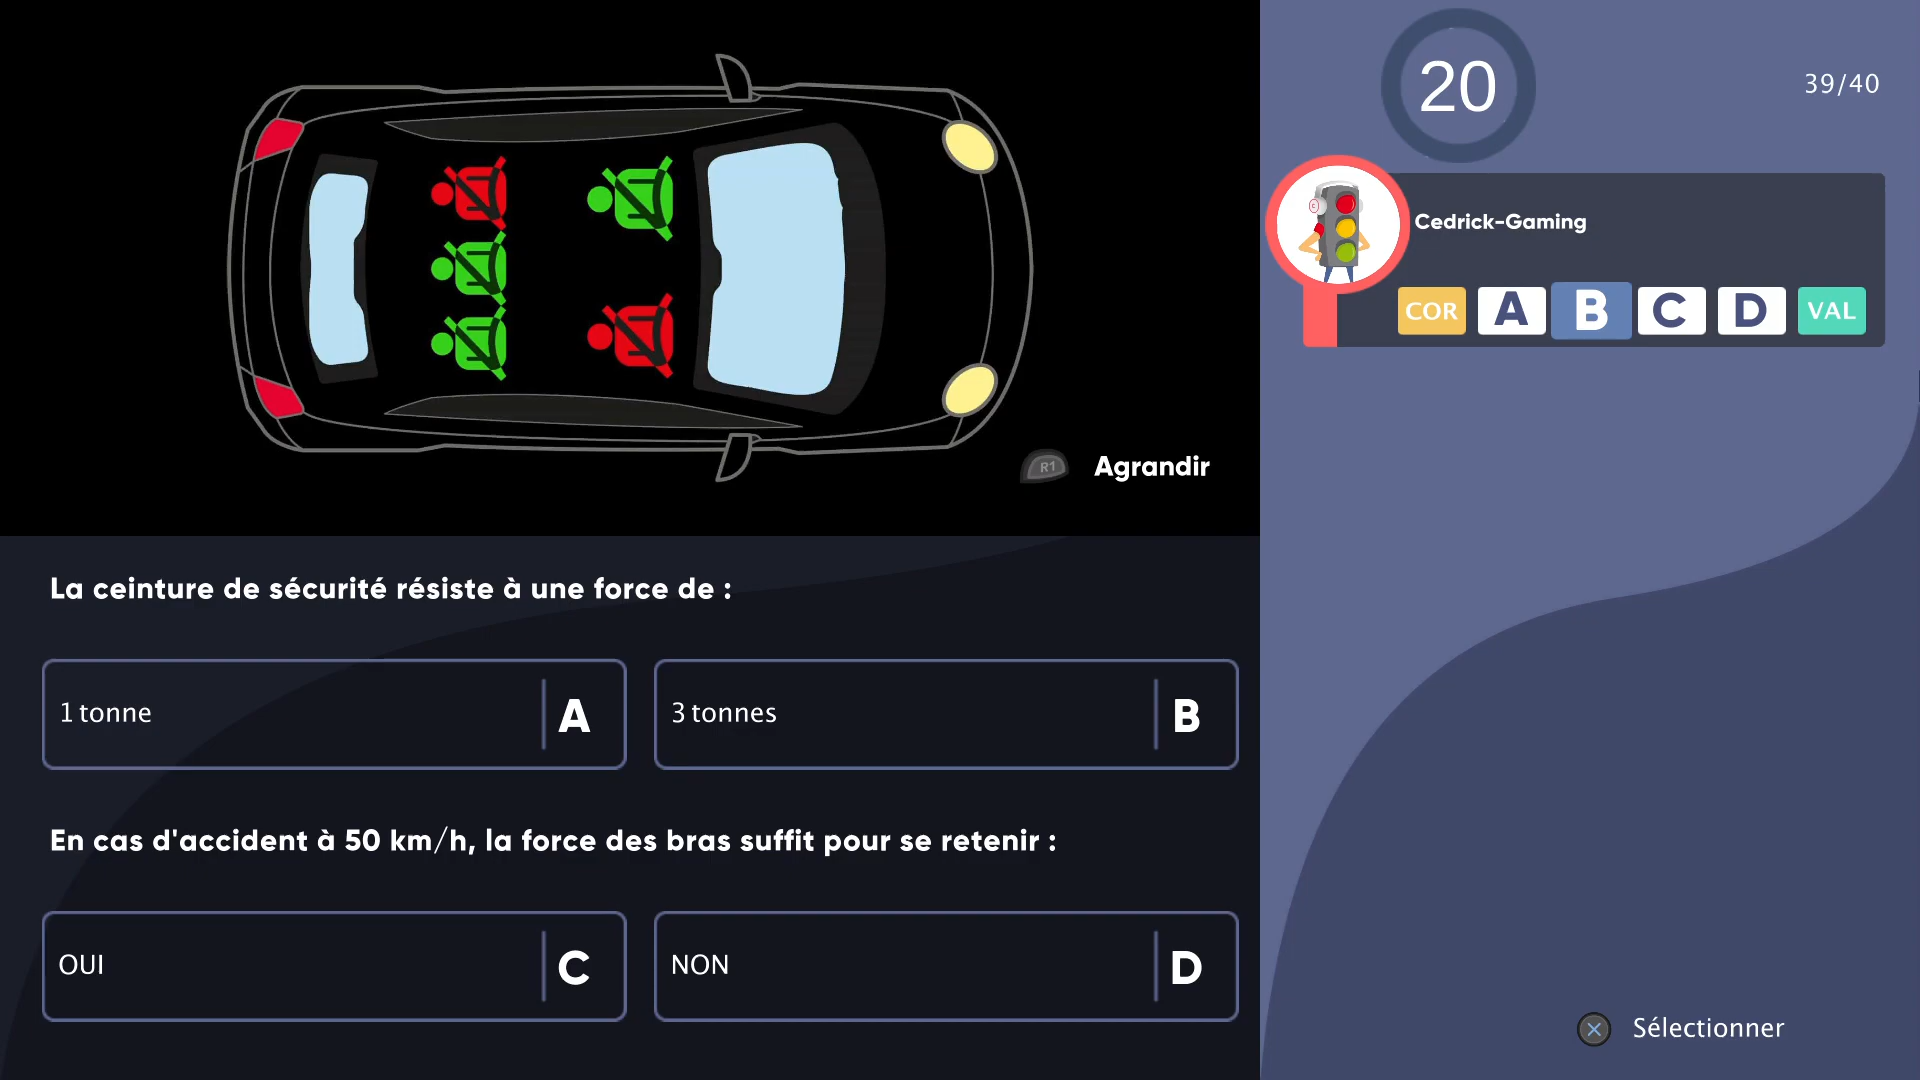 20
39/40
Cedrick-Gaming
COR A B C D VAL
R1 Agrandir
La ceinture de sécurité résiste à une force de :
1 tonne A
3 tonnes B
En cas d'accident à 50 km/h, la force des bras suffit pour se retenir :
OUI C
NON D
Sélectionner